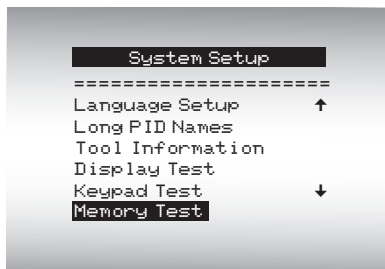 System Setup
======================
Language Setup ↑
Long PID Names
Tool Information
Display Test
Keypad Test ↓
Memory Test